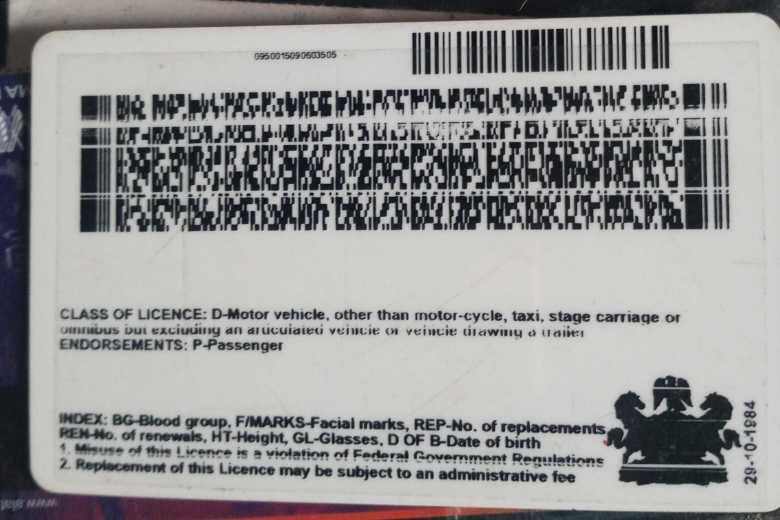 0950015090603505
CLASS OF LICENCE: D-Motor vehicle, other than motor-cycle, taxi, stage carriage or
omnibus but excluding an articulated vehicle or vehicle drawing a trailer
ENDORSEMENTS: P-Passenger
INDEX: BG-Blood group, F/MARKS-Facial marks, REP-No. of replacements
REN-No. of renewals, HT-Height, GL-Glasses, D OF B-Date of birth
1. Misuse of this Licence is a violation of Federal Government Regulations
2. Replacement of this Licence may be subject to an administrative fee
29-10-1984